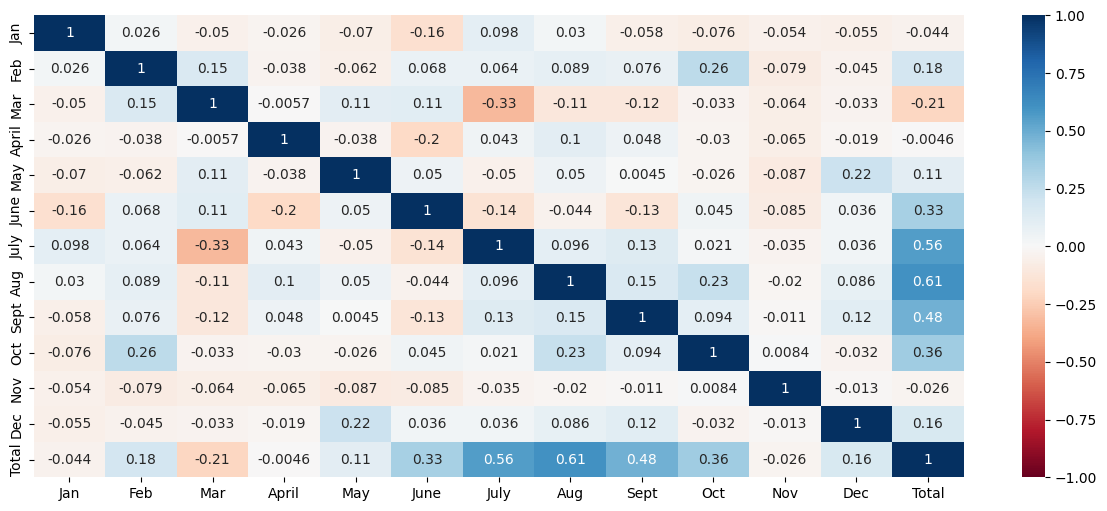 Jan 1 0.026 -0.05 -0.026 -0.07 -0.16 0.098 0.03 -0.058 -0.076 -0.054 -0.055 -0.044
Feb 0.026 1 0.15 -0.038 -0.062 0.068 0.064 0.089 0.076 0.26 -0.079 -0.045 0.18
Mar -0.05 0.15 1 -0.0057 0.11 0.11 -0.33 -0.11 -0.12 -0.033 -0.064 -0.033 -0.21
April -0.026 -0.038 -0.0057 1 -0.038 -0.2 0.043 0.1 0.048 -0.03 -0.065 -0.019 -0.0046
May -0.07 -0.062 0.11 -0.038 1 0.05 -0.05 0.05 0.0045 -0.026 -0.087 0.22 0.11
June -0.16 0.068 0.11 -0.2 0.05 1 -0.14 -0.044 -0.13 0.045 -0.085 0.036 0.33
July 0.098 0.064 -0.33 0.043 -0.05 -0.14 1 0.096 0.13 0.021 -0.035 0.036 0.56
Aug 0.03 0.089 -0.11 0.1 0.05 -0.044 0.096 1 0.15 0.23 -0.02 0.086 0.61
Sept -0.058 0.076 -0.12 0.048 0.0045 -0.13 0.13 0.15 1 0.094 -0.011 0.12 0.48
Oct -0.076 0.26 -0.033 -0.03 -0.026 0.045 0.021 0.23 0.094 1 0.0084 -0.032 0.36
Nov -0.054 -0.079 -0.064 -0.065 -0.087 -0.085 -0.035 -0.02 -0.011 0.0084 1 -0.013 -0.026
Dec -0.055 -0.045 -0.033 -0.019 0.22 0.036 0.036 0.086 0.12 -0.032 -0.013 1 0.16
Total -0.044 0.18 -0.21 -0.0046 0.11 0.33 0.56 0.61 0.48 0.36 -0.026 0.16 1
Jan Feb Mar April May June July Aug Sept Oct Nov Dec Total
1.00
0.75
0.50
0.25
0.00
−0.25
−0.50
−0.75
−1.00